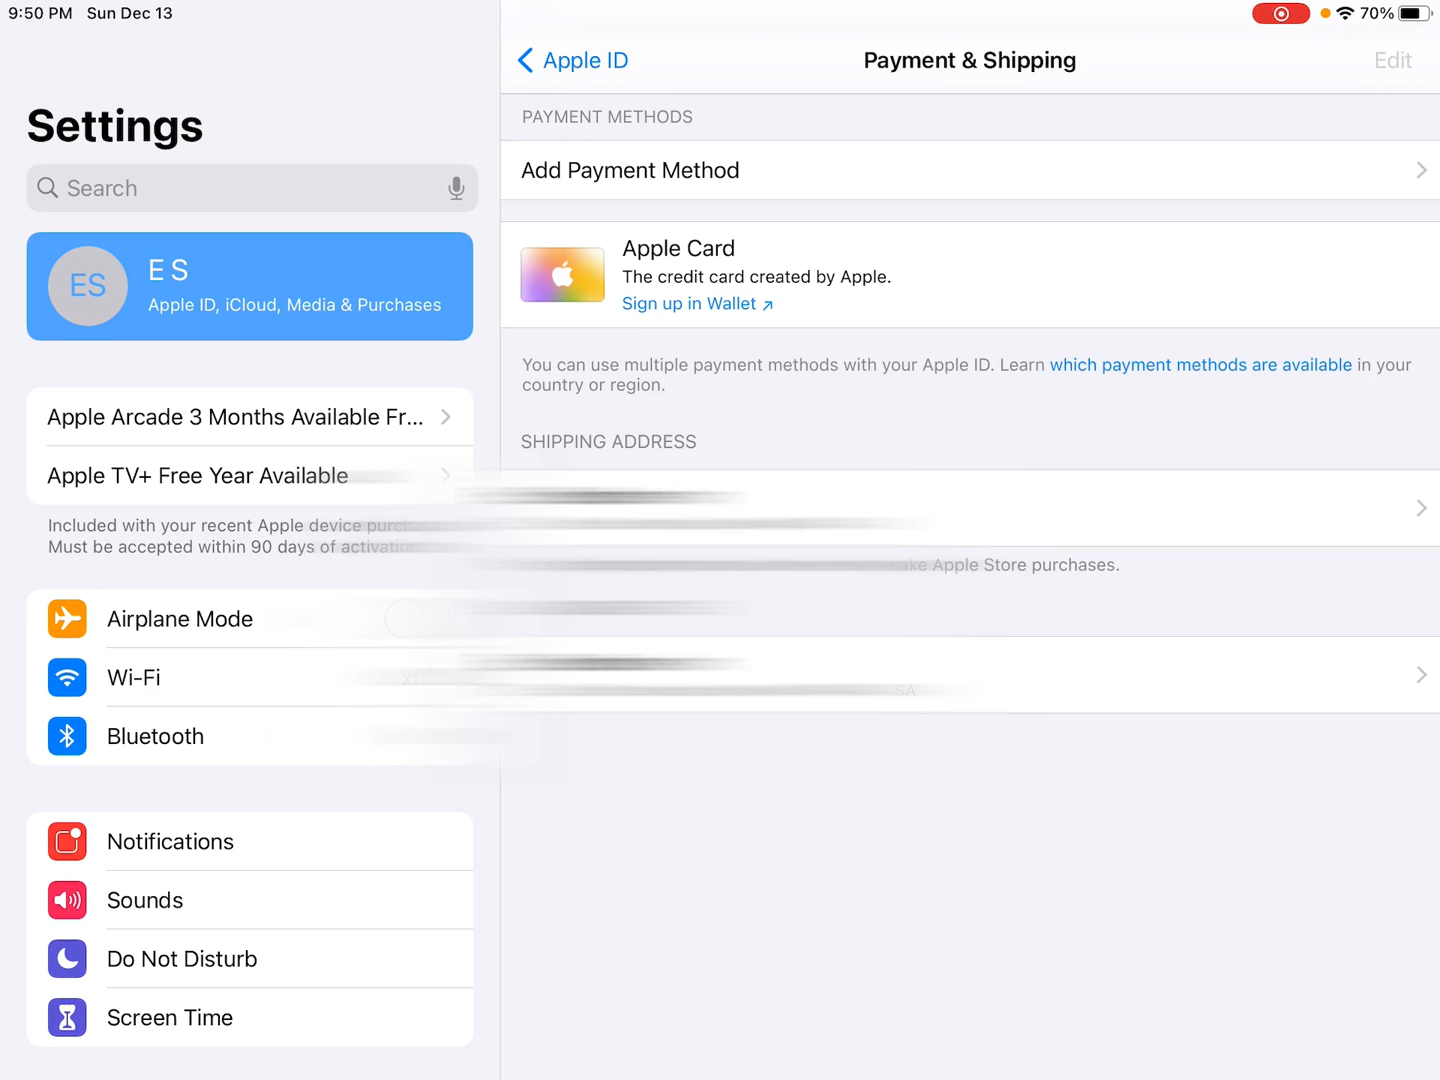 9:50 PM Sun Dec 13
70%
Settings
Search
ES
E S
Apple ID, iCloud, Media & Purchases
Apple Arcade 3 Months Available Fr...
Apple TV+ Free Year Available
Included with your recent Apple device
Must be accepted within 90 days of activation
Airplane Mode
Wi-Fi
Bluetooth
Notifications
Sounds
Do Not Disturb
Screen Time
Apple ID
Payment & Shipping
Edit
PAYMENT METHODS
Add Payment Method
Apple Card
The credit card created by Apple.
Sign up in Wallet ↗
You can use multiple payment methods with your Apple ID. Learn which payment methods are available in your
country or region.
SHIPPING ADDRESS
make Apple Store purchases.